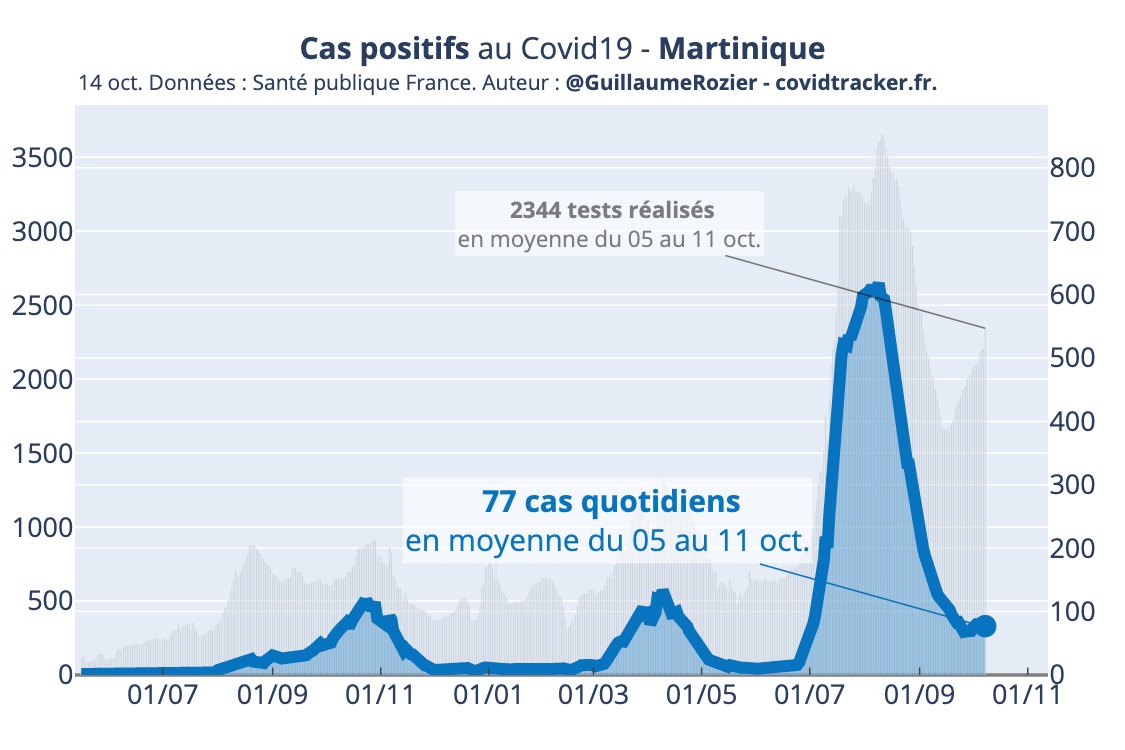 Cas positifs au Covid19 - Martinique
14 oct. Données : Santé publique France. Auteur : @GuillaumeRozier - covidtracker.fr.
3500
3000
2500
2000
1500
1000
500
0
2344 tests réalisés
en moyenne du 05 au 11 oct.
77 cas quotidiens
en moyenne du 05 au 11 oct.
800
700
600
500
400
300
200
100
0
01/07 01/09 01/11 01/01 01/03 01/05 01/07 01/09 01/11